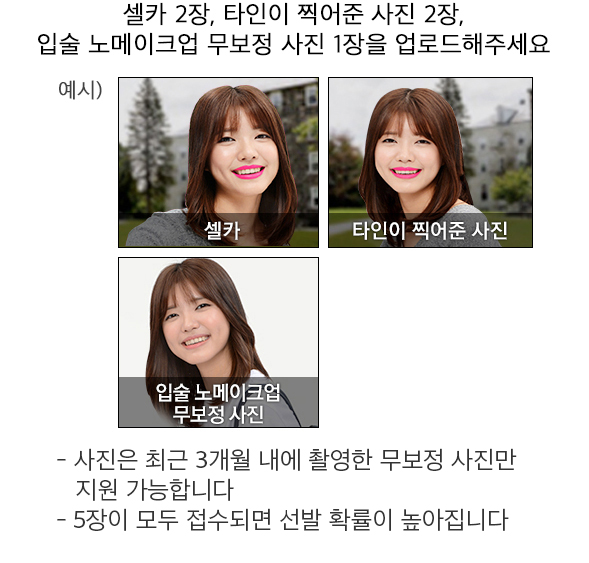 셀카 2장, 타인이 찍어준 사진 2장,
입술 노메이크업 무보정 사진 1장을 업로드해주세요
예시)
셀카
타인이 찍어준 사진
입술 노메이크업
무보정 사진
- 사진은 최근 3개월 내에 촬영한 무보정 사진만
지원 가능합니다
- 5장이 모두 접수되면 선발 확률이 높아집니다